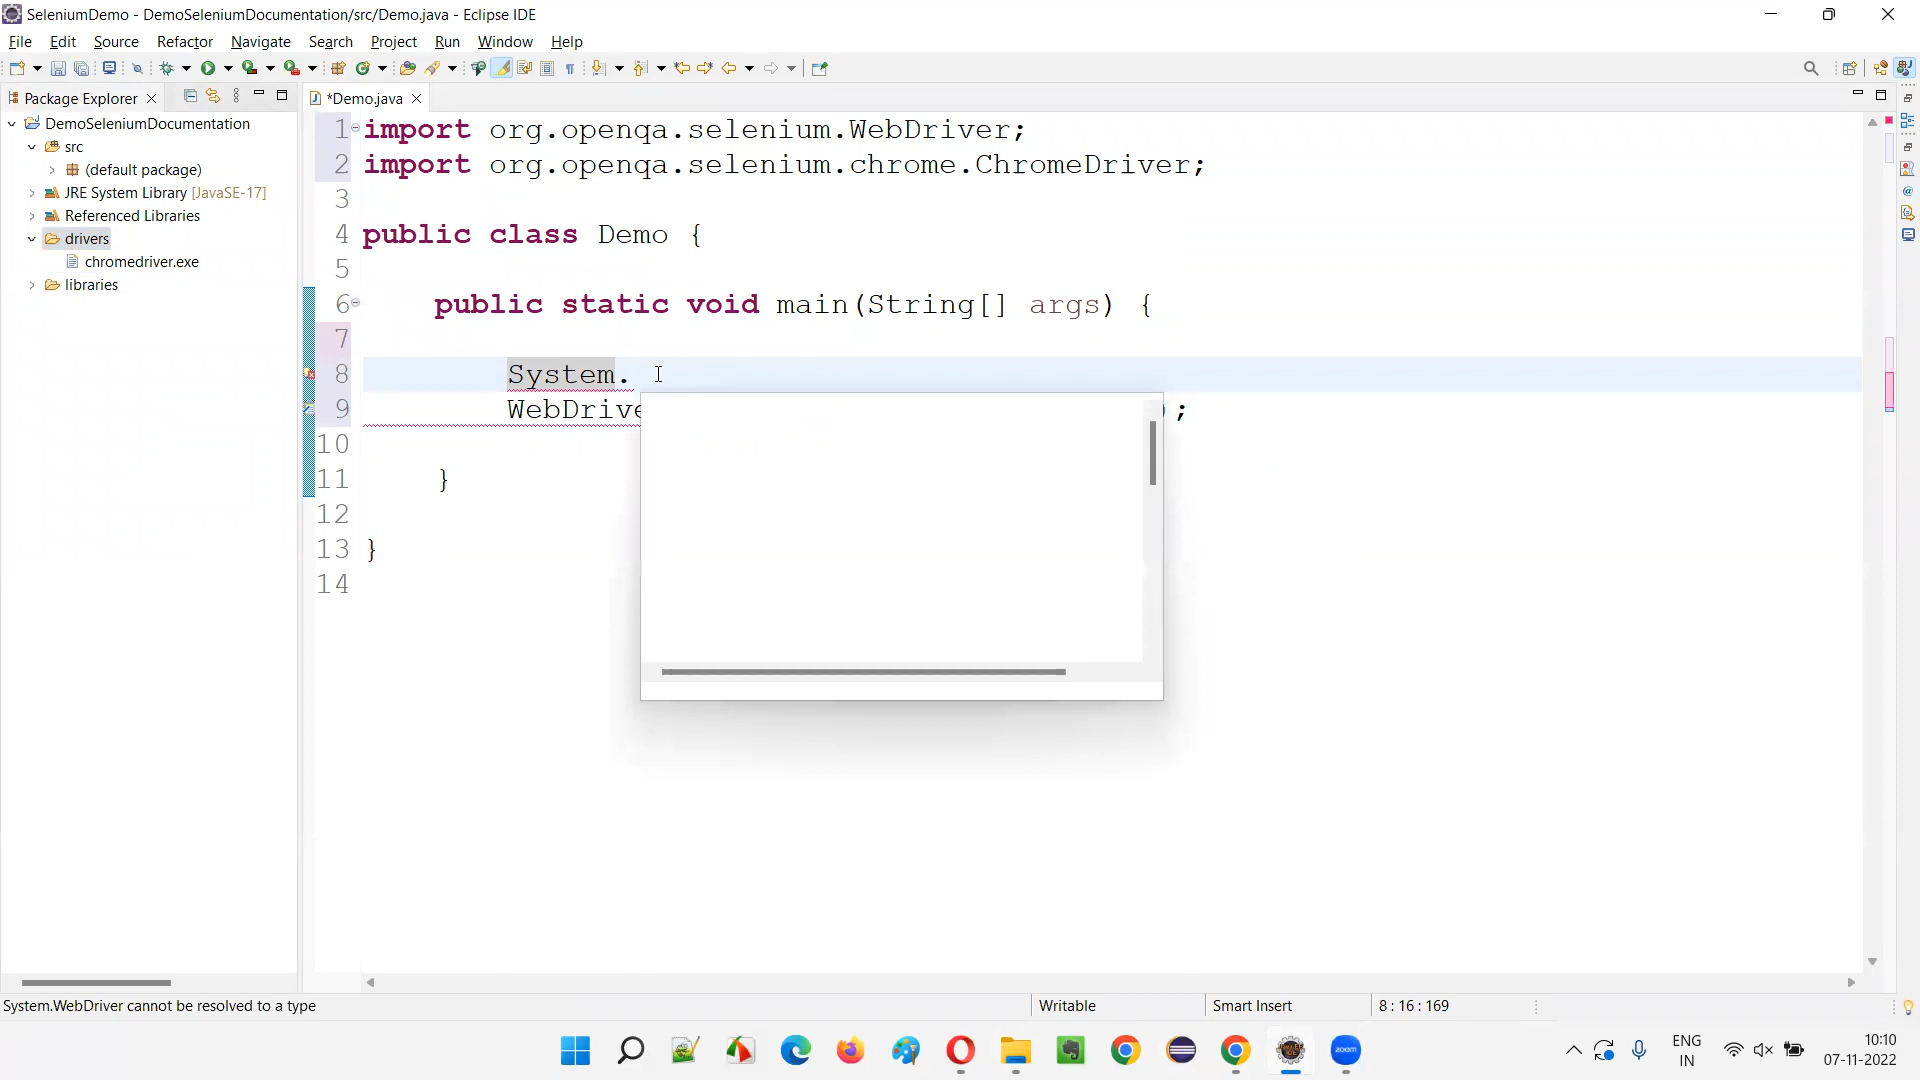 SeleniumDemo - DemoSeleniumDocumentation/src/Demo.java - Eclipse IDE
File Edit Source Refactor Navigate Search Project Run Window Help
Package Explorer
*Demo.java
DemoSeleniumDocumentation
src
(default package)
JRE System Library [JavaSE-17]
Referenced Libraries
drivers
chromedriver.exe
libraries
1 import org.openqa.selenium.WebDriver;
2 import org.openqa.selenium.chrome.ChromeDriver;
3
4 public class Demo {
5
6 public static void main(String[] args) {
7
8 System.
9 WebDrive ;
10
11 }
12
13 }
14
System.WebDriver cannot be resolved to a type
Writable
Smart Insert
8 : 16 : 169
zoom
ENG
IN
10:10
07-11-2022